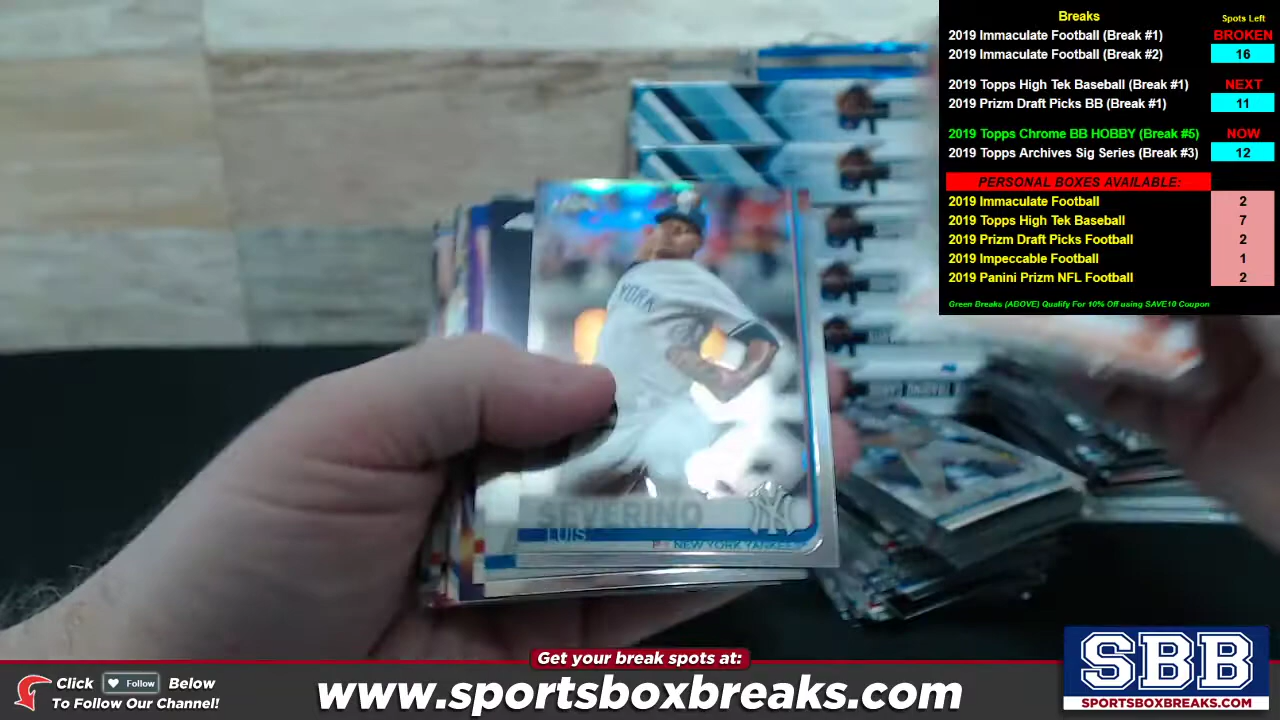 Breaks
Spots Left
2019 Immaculate Football (Break #1) BROKEN
2019 Immaculate Football (Break #2) 16
2019 Topps High Tek Baseball (Break #1) NEXT
2019 Prizm Draft Picks BB (Break #1) 11
2019 Topps Chrome BB HOBBY (Break #5) NOW
2019 Topps Archives Sig Series (Break #3) 12
PERSONAL BOXES AVAILABLE:
2019 Immaculate Football 2
2019 Topps High Tek Baseball 7
2019 Prizm Draft Picks Football 2
2019 Impeccable Football 1
2019 Panini Prizm NFL Football 2
Green Breaks (ABOVE) Qualify For 10% Off using SAVE10 Coupon
YORK
SEVERINO
LUIS
P NEW YORK YANKEES
NY
Get your break spots at:
www.sportsboxbreaks.com
Click Follow Below
To Follow Our Channel!
SBB
SPORTSBOXBREAKS.COM